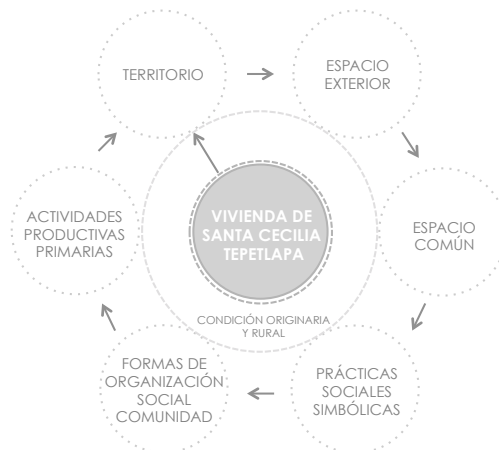 TERRITORIO
ESPACIO
EXTERIOR
ESPACIO
COMÚN
PRÁCTICAS
SOCIALES
SIMBÓLICAS
FORMAS DE
ORGANIZACIÓN
SOCIAL
COMUNIDAD
ACTIVIDADES
PRODUCTIVAS
PRIMARIAS
VIVIENDA DE
SANTA CECILIA
TEPETLAPA
CONDICIÓN ORIGINARIA
Y RURAL